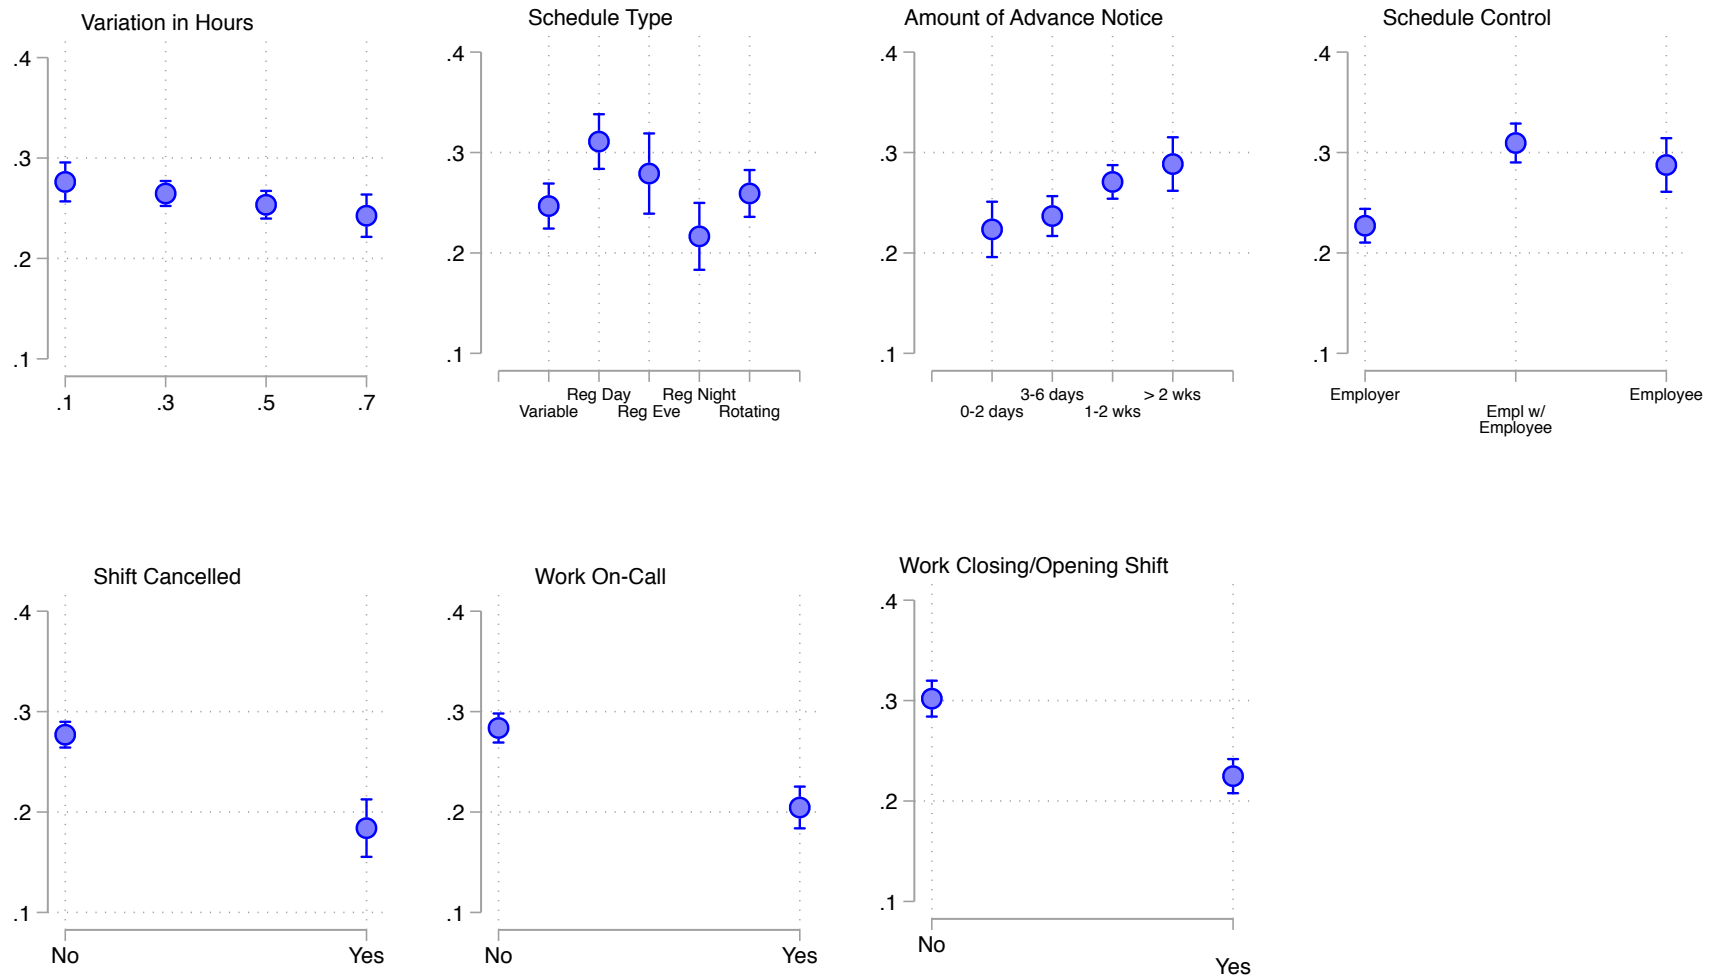 Variation in Hours
.4
.3
.2
.1
.1 .3 .5 .7
Schedule Type
.4
.3
.2
.1
Reg Day Reg Night
Variable Reg Eve Rotating
Amount of Advance Notice
.4
.3
.2
.1
3-6 days > 2 wks
0-2 days 1-2 wks
Schedule Control
.4
.3
.2
.1
Employer Employee
Empl w/
Employee
Shift Cancelled
.4
.3
.2
.1
No Yes
Work On-Call
.4
.3
.2
.1
No Yes
Work Closing/Opening Shift
.4
.3
.2
.1
No
Yes